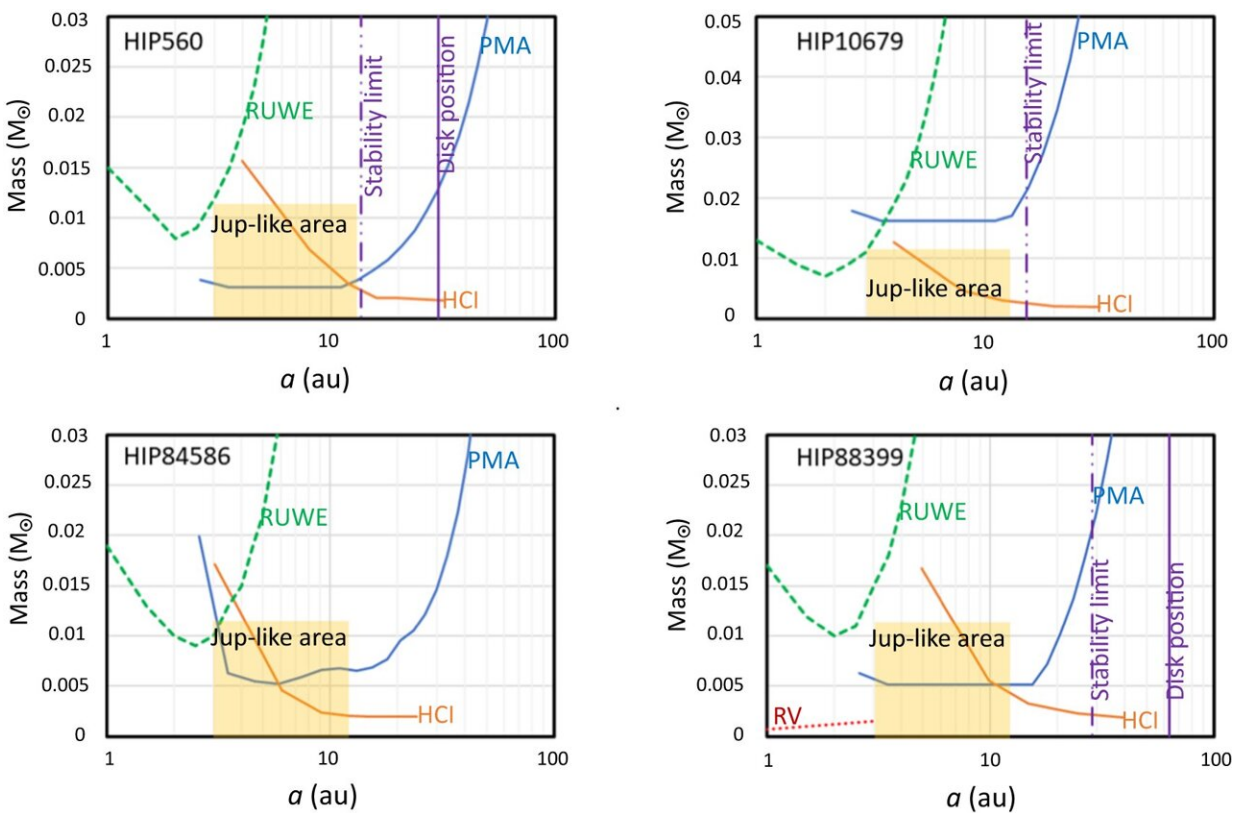 HIP560
RUWE
PMA
Stability limit
Disk position
Jup-like area
HCI
Mass (M☉)
0.03
0.025
0.02
0.015
0.01
0.005
0
1
10
100
a (au)
HIP10679
RUWE
PMA
Stability limit
Jup-like area
HCI
Mass (M☉)
0.05
0.04
0.03
0.02
0.01
0
1
10
100
a (au)
HIP84586
RUWE
PMA
Jup-like area
HCI
Mass (M☉)
0.03
0.025
0.02
0.015
0.01
0.005
0
1
10
100
a (au)
HIP88399
RUWE
PMA
Stability limit
Disk position
Jup-like area
RV
HCI
Mass (M☉)
0.03
0.025
0.02
0.015
0.01
0.005
0
1
10
100
a (au)